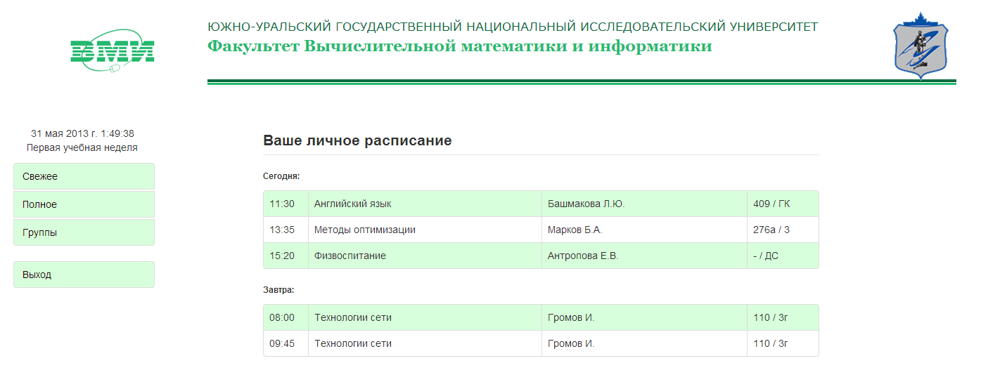 ВМИ
ЮЖНО-УРАЛЬСКИЙ ГОСУДАРСТВЕННЫЙ НАЦИОНАЛЬНЫЙ ИССЛЕДОВАТЕЛЬСКИЙ УНИВЕРСИТЕТ
Факультет Вычислительной математики и информатики
31 мая 2013 г. 1:49:38
Первая учебная неделя
Свежее
Полное
Группы
Выход
Ваше личное расписание
Сегодня:
11:30 Английский язык Башмакова Л.Ю. 409 / ГК
13:35 Методы оптимизации Марков Б.А. 276а / 3
15:20 Физвоспитание Антропова Е.В. - / ДС
Завтра:
08:00 Технологии сети Громов И. 110 / 3г
09:45 Технологии сети Громов И. 110 / 3г